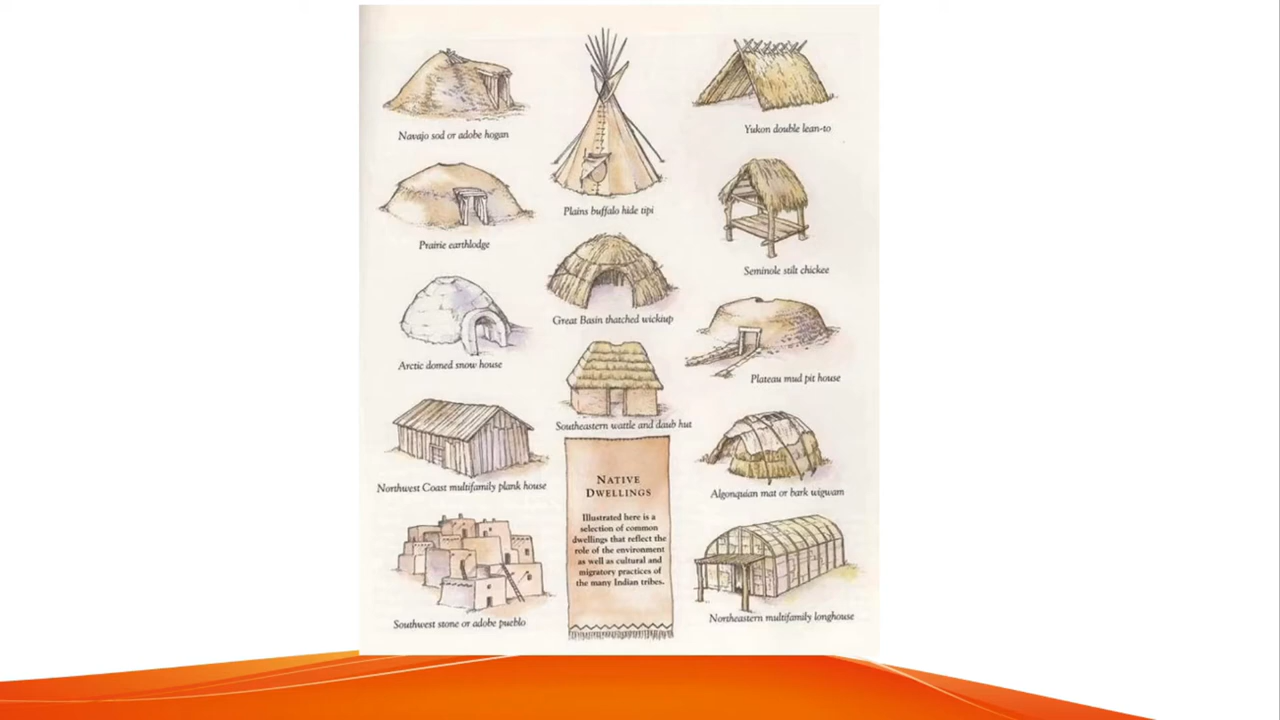 Navajo sod or adobe hogan
Prairie earthlodge
Arctic domed snow house
Northwest Coast multifamily plank house
Southwest stone or adobe pueblo
Plains buffalo hide tipi
Great Basin thatched wickiup
Southeastern wattle and daub hut
NATIVE
DWELLINGS
Illustrated here is a
selection of common
dwellings that reflect the
role of the environment
as well as cultural and
migratory practices of
the many Indian tribes.
Yukon double lean-to
Seminole stilt chickee
Plateau mud pit house
Algonquian mat or bark wigwam
Northeastern multifamily longhouse